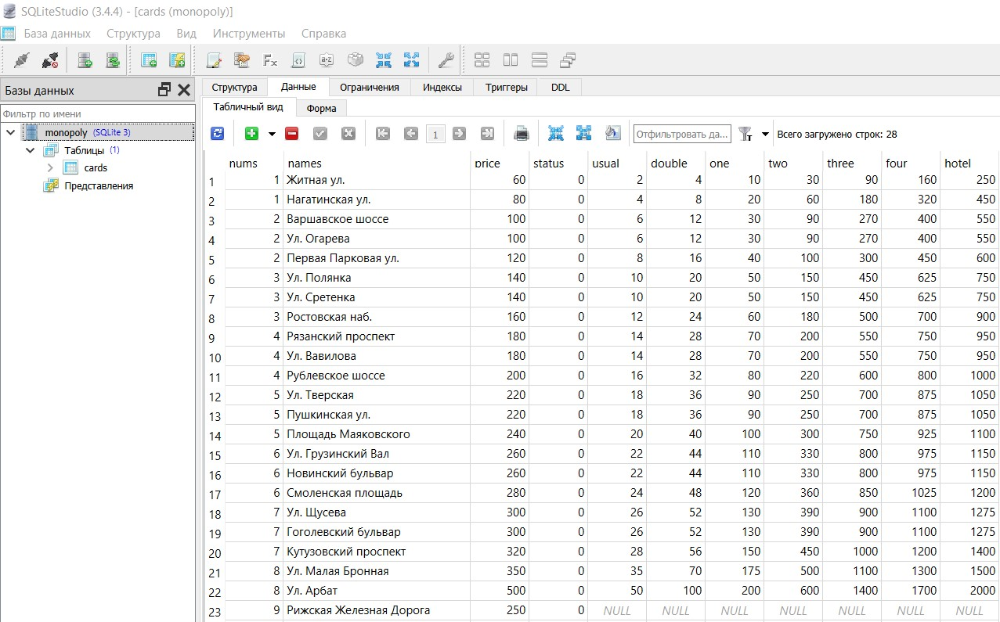 SQLiteStudio (3.4.4) - [cards (monopoly)]
База данных Структура Вид Инструменты Справка
Базы данных
Фильтр по имени
monopoly (SQLite 3)
Таблицы (1)
cards
Представления
Структура Данные Ограничения Индексы Триггеры DDL
Табличный вид Форма
1 Отфильтровать да... Всего загружено строк: 28
nums names price status usual double one two three four hotel
1 1 Житная ул. 60 0 2 4 10 30 90 160 250
2 1 Нагатинская ул. 80 0 4 8 20 60 180 320 450
3 2 Варшавское шоссе 100 0 6 12 30 90 270 400 550
4 2 Ул. Огарева 100 0 6 12 30 90 270 400 550
5 2 Первая Парковая ул. 120 0 8 16 40 100 300 450 600
6 3 Ул. Полянка 140 0 10 20 50 150 450 625 750
7 3 Ул. Сретенка 140 0 10 20 50 150 450 625 750
8 3 Ростовская наб. 160 0 12 24 60 180 500 700 900
9 4 Рязанский проспект 180 0 14 28 70 200 550 750 950
10 4 Ул. Вавилова 180 0 14 28 70 200 550 750 950
11 4 Рублевское шоссе 200 0 16 32 80 220 600 800 1000
12 5 Ул. Тверская 220 0 18 36 90 250 700 875 1050
13 5 Пушкинская ул. 220 0 18 36 90 250 700 875 1050
14 5 Площадь Маяковского 240 0 20 40 100 300 750 925 1100
15 6 Ул. Грузинский Вал 260 0 22 44 110 330 800 975 1150
16 6 Новинский бульвар 260 0 22 44 110 330 800 975 1150
17 6 Смоленская площадь 280 0 24 48 120 360 850 1025 1200
18 7 Ул. Щусева 300 0 26 52 130 390 900 1100 1275
19 7 Гоголевский бульвар 300 0 26 52 130 390 900 1100 1275
20 7 Кутузовский проспект 320 0 28 56 150 450 1000 1200 1400
21 8 Ул. Малая Бронная 350 0 35 70 175 500 1100 1300 1500
22 8 Ул. Арбат 500 0 50 100 200 600 1400 1700 2000
23 9 Рижская Железная Дорога 250 0 NULL NULL NULL NULL NULL NULL NULL